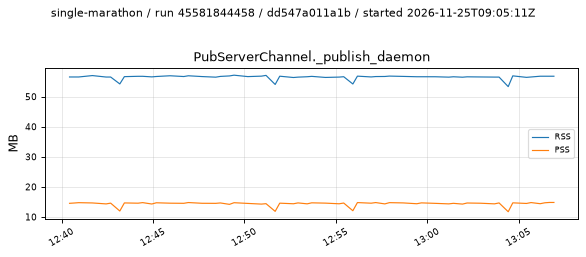 single-marathon / run 45581844458 / dd547a011a1b / started 2026-11-25T09:05:11Z
PubServerChannel._publish_daemon
MB
50
40
30
20
10
RSS
PSS
12:40
12:45
12:50
12:55
13:00
13:05